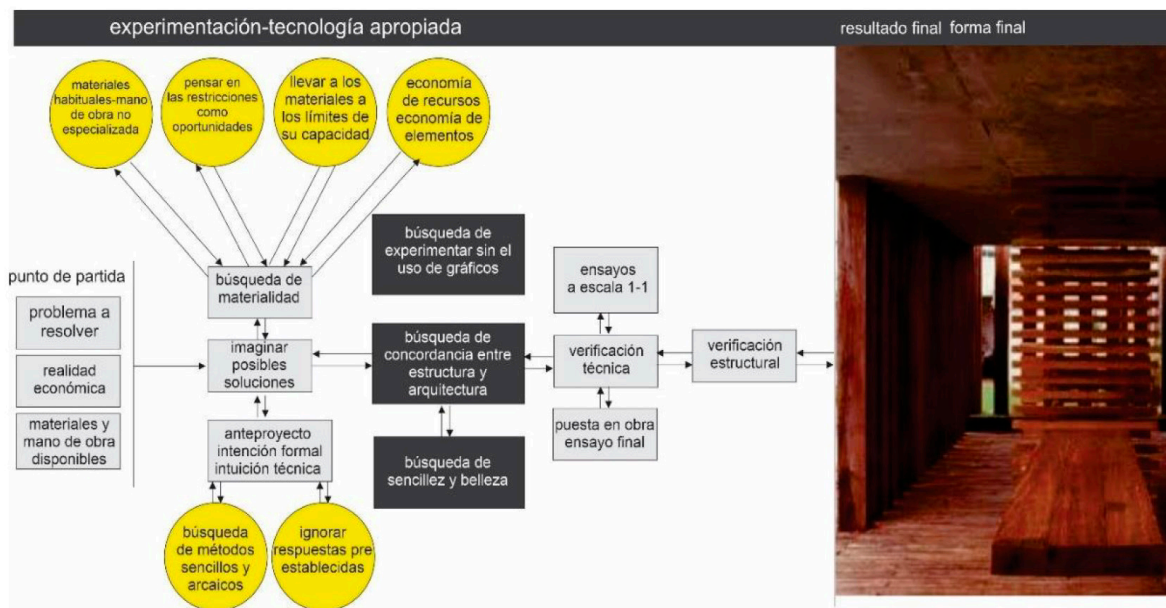 experimentación-tecnología apropiada
resultado final forma final
materiales
habituales-mano
de obra no
especializada
pensar en
las restricciones
como
oportunidades
llevar a los
materiales a
los límites de
su capacidad
economía
de recursos
economía de
elementos
punto de partida
problema a
resolver
realidad
económica
materiales y
mano de obra
disponibles
búsqueda de
materialidad
imaginar
posibles
soluciones
anteproyecto
intención formal
intuición técnica
búsqueda
de métodos
sencillos y
arcaicos
ignorar
respuestas pre
establecidas
búsqueda de
experimentar sin el
uso de gráficos
búsqueda de
concordancia entre
estructura y
arquitectura
búsqueda de
sencillez y belleza
ensayos
a escala 1-1
verificación
técnica
puesta en obra
ensayo final
verificación
estructural